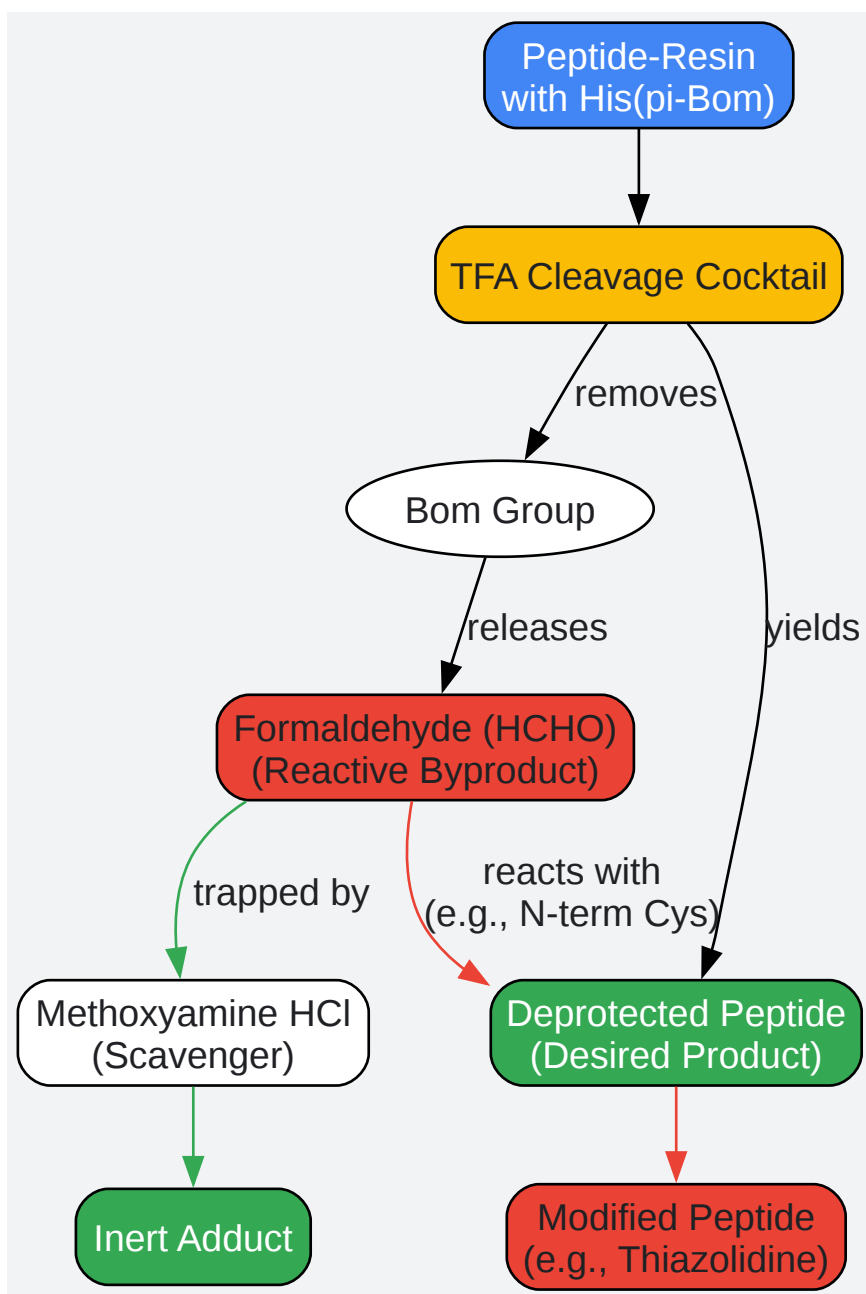 Peptide-Resin
with His(pi-Bom)
TFA Cleavage Cocktail
removes
Bom Group
releases
yields
Formaldehyde (HCHO)
(Reactive Byproduct)
trapped by
reacts with
(e.g., N-term Cys)
Methoxyamine HCl
(Scavenger)
Deprotected Peptide
(Desired Product)
Inert Adduct
Modified Peptide
(e.g., Thiazolidine)